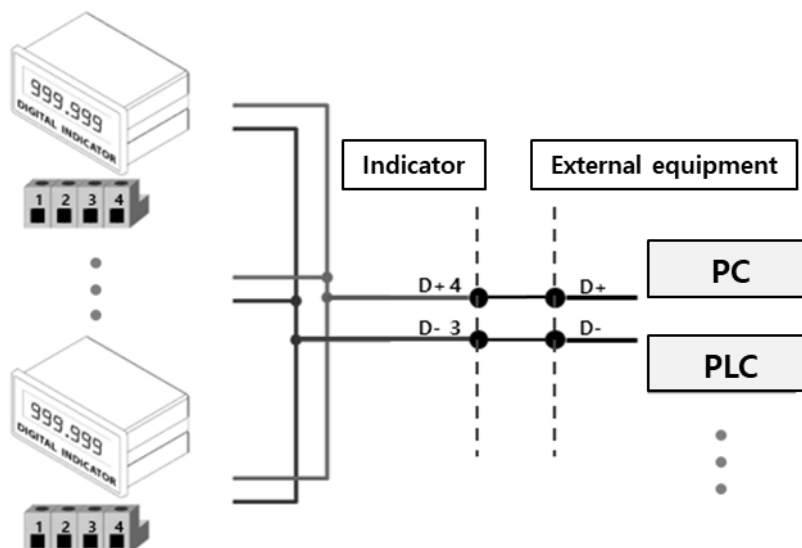 999.999
DIGITAL INDICATOR
1 2 3 4
Indicator
External equipment
D+ 4
D+
PC
D- 3
D-
PLC
999.999
DIGITAL INDICATOR
1 2 3 4